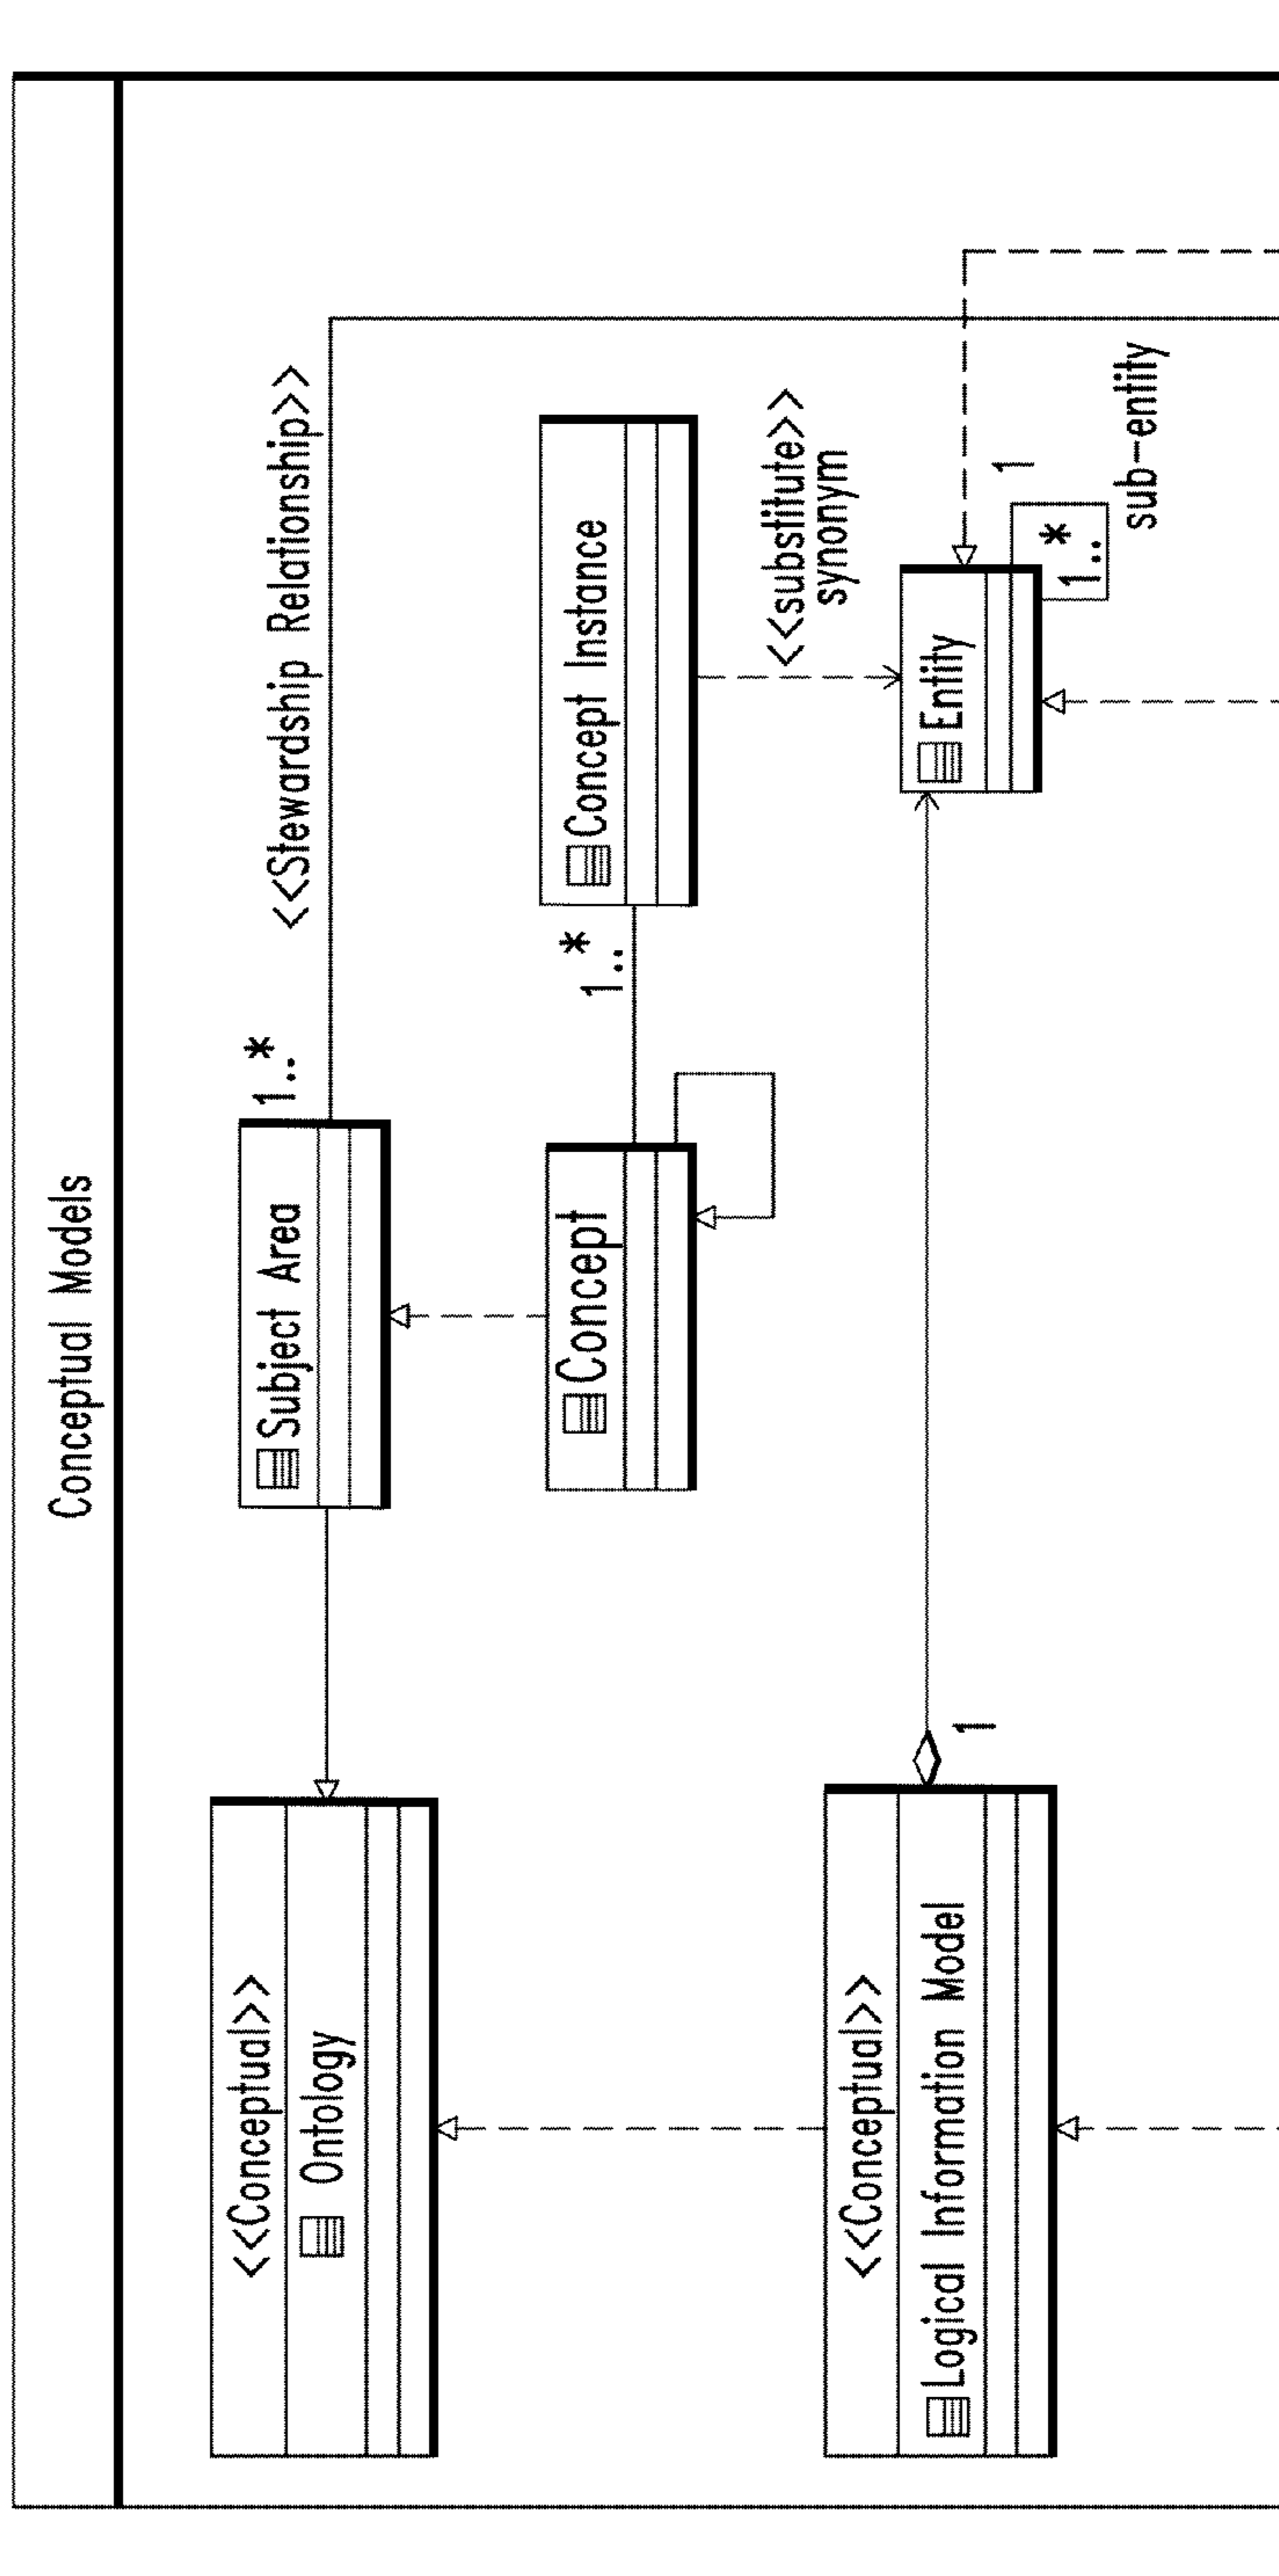 Conceptual Models
<<Conceptual>>
Ontology
Subject Area
1..*
<<Stewardship Relationship>>
Concept
1..*
Concept Instance
<<substitute>>
synonym
<<Conceptual>>
Logical Information Model
1
Entity
1..*
1
sub-entity